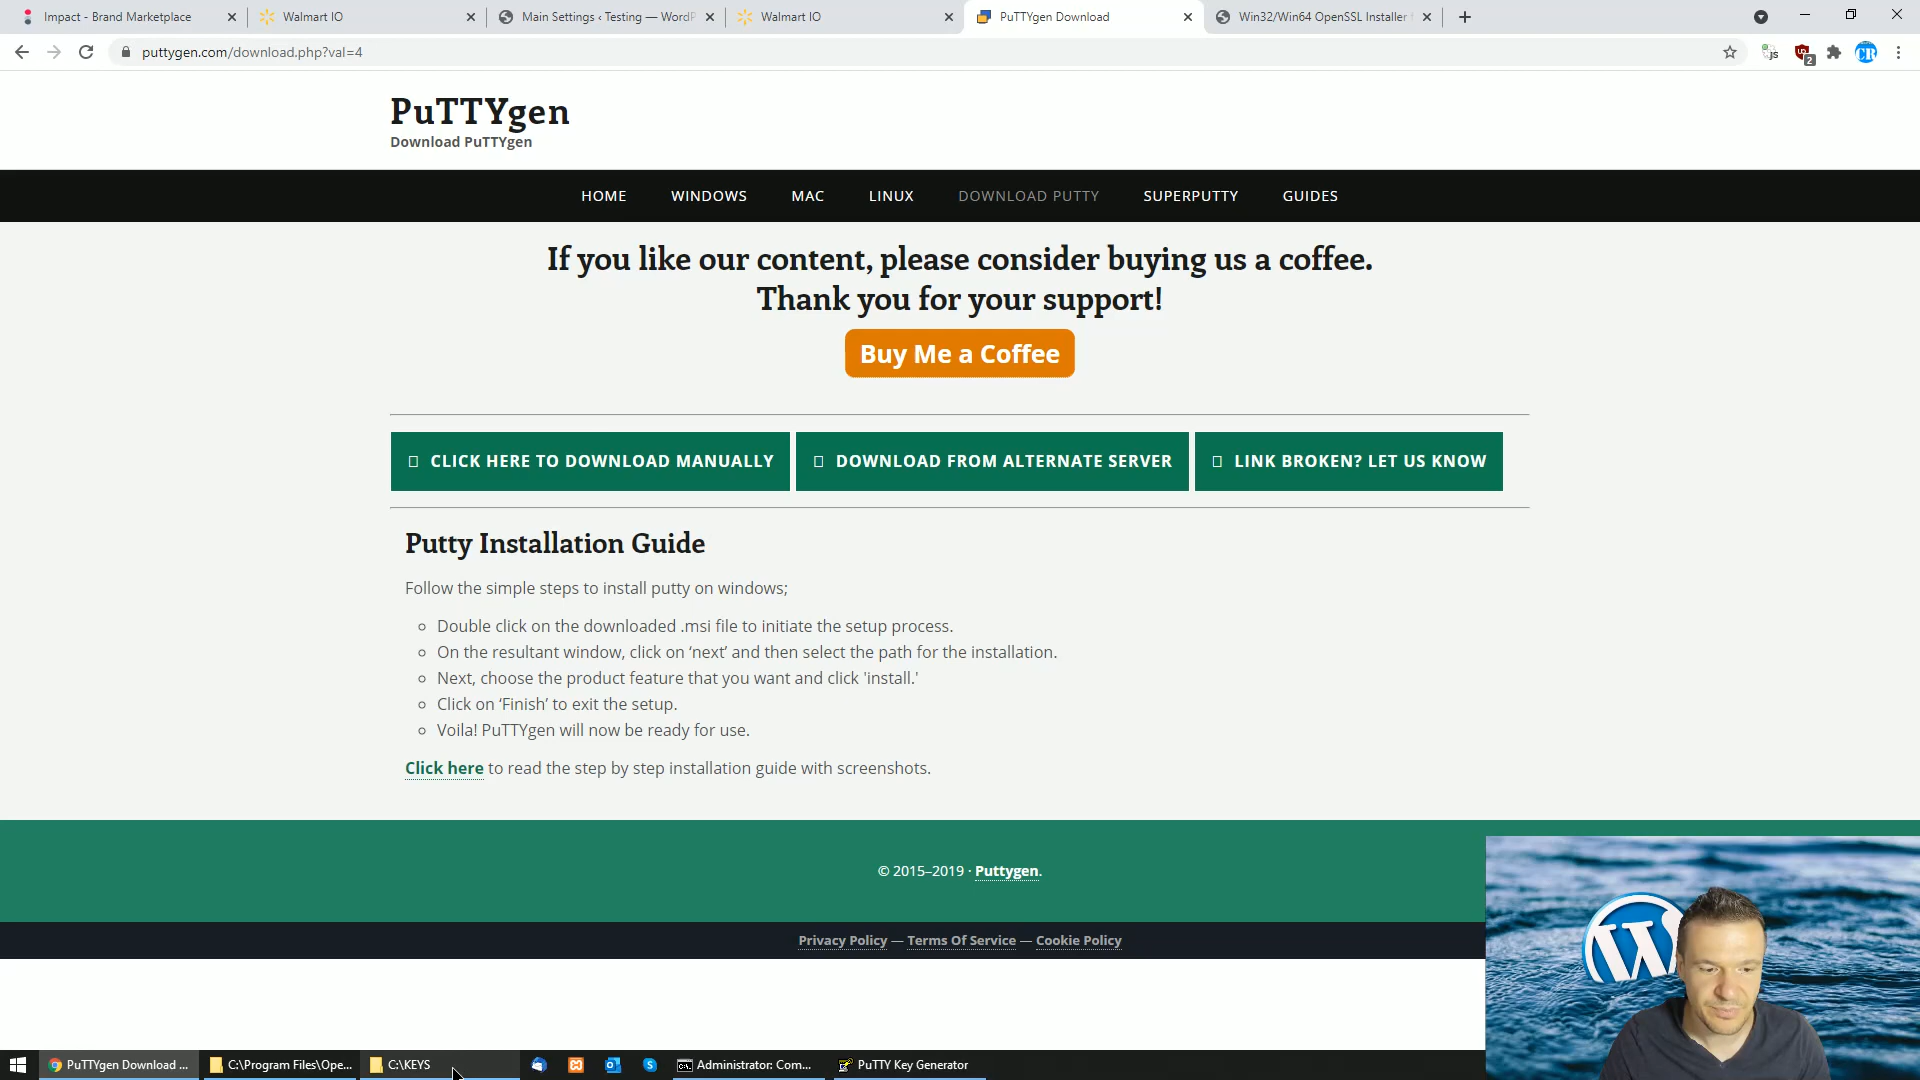 Impact - Brand Marketplace
Walmart IO
Main Settings ‹ Testing — WordP
Walmart IO
PuTTYgen Download
Win32/Win64 OpenSSL Installer
puttygen.com/download.php?val=4
JS
2
CR
PuTTYgen
Download PuTTYgen
HOME WINDOWS MAC LINUX DOWNLOAD PUTTY SUPERPUTTY GUIDES
If you like our content, please consider buying us a coffee.
Thank you for your support!
Buy Me a Coffee
CLICK HERE TO DOWNLOAD MANUALLY
DOWNLOAD FROM ALTERNATE SERVER
LINK BROKEN? LET US KNOW
Putty Installation Guide
Follow the simple steps to install putty on windows;
Double click on the downloaded .msi file to initiate the setup process.
On the resultant window, click on ‘next’ and then select the path for the installation.
Next, choose the product feature that you want and click 'install.'
Click on ‘Finish’ to exit the setup.
Voila! PuTTYgen will now be ready for use.
Click here to read the step by step installation guide with screenshots.
© 2015–2019 · Puttygen.
Privacy Policy — Terms Of Service — Cookie Policy
PuTTYgen Download ...
C:\Program Files\Ope...
C:\KEYS
Administrator: Com...
PuTTY Key Generator